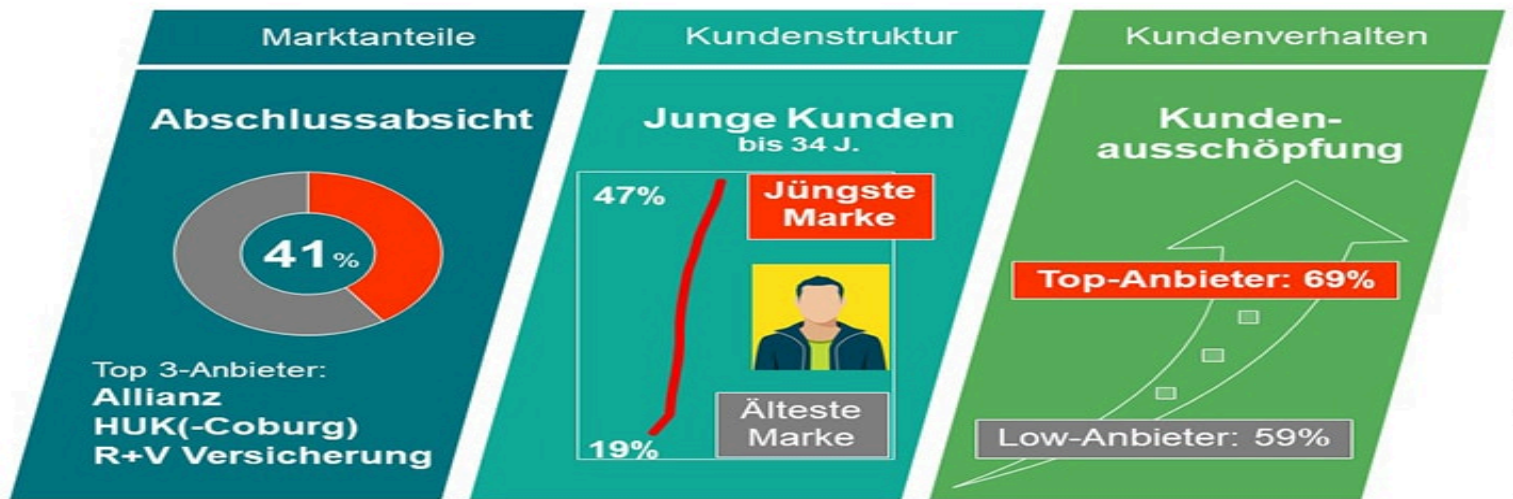 Marktanteile
Abschlussabsicht
41%
Top 3-Anbieter:
Allianz
HUK(-Coburg)
R+V Versicherung
Kundenstruktur
Junge Kunden
bis 34 J.
47%
Jüngste
Marke
Älteste
Marke
19%
Kundenverhalten
Kunden-
ausschöpfung
Top-Anbieter: 69%
Low-Anbieter: 59%